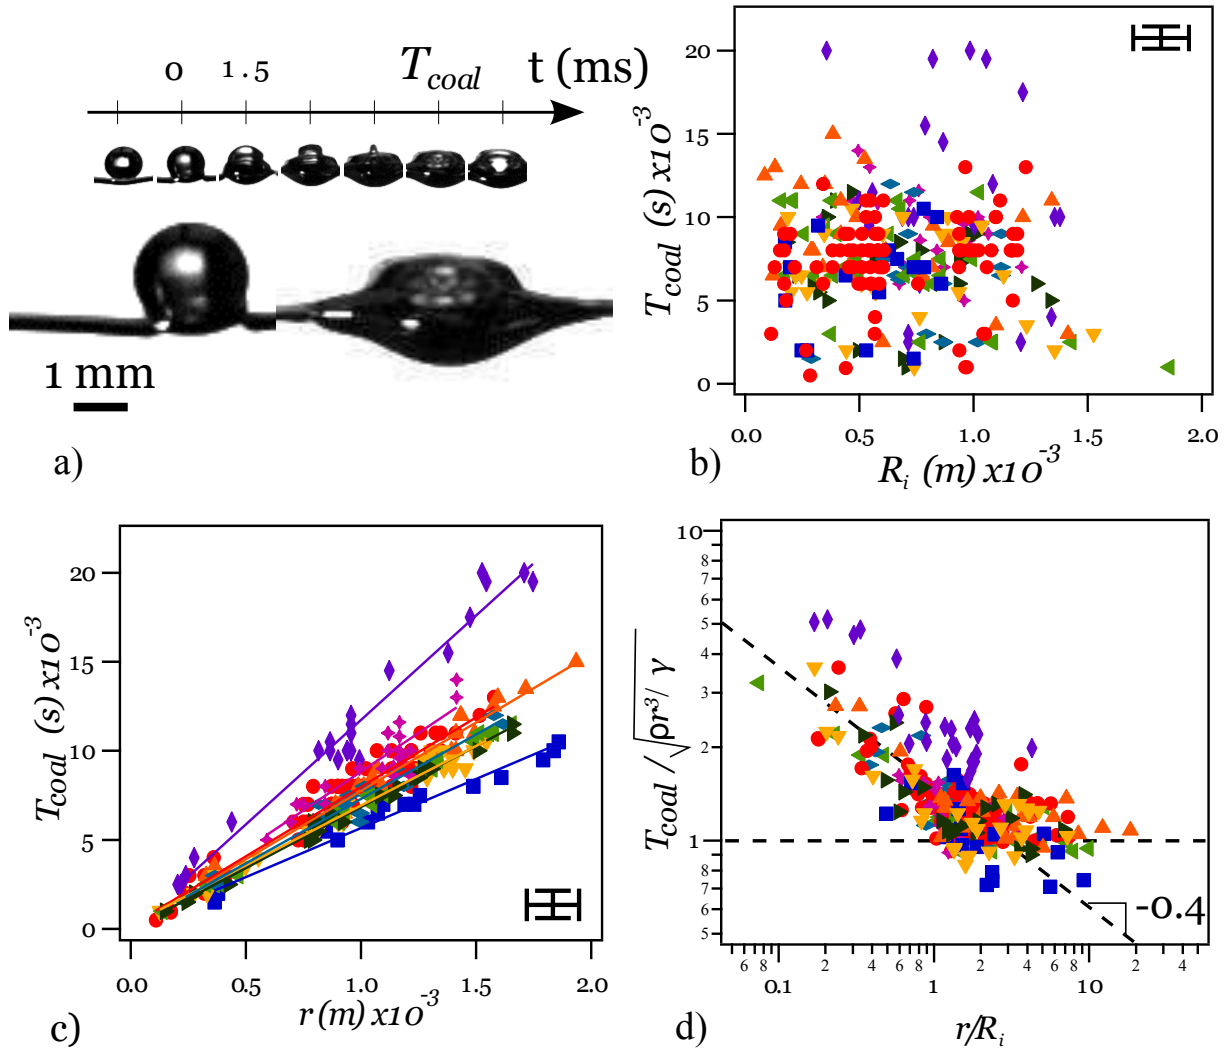 0 1.5 T_coal t (ms)
1 mm
a)
T_coal (s) x10^-3
20
15
10
5
0
0.0 0.5 1.0 1.5 2.0
R_i (m) x10^-3
b)
T_coal (s) x10^-3
20
15
10
5
0
0.0 0.5 1.0 1.5 2.0
r (m) x10^-3
c)
T_coal / √ρr³/ γ
10
8
7
6
5
4
3
2
1
8
7
6
5
-0.4
6 8 2 4 6 8 2 4 6 8 2 4
0.1 1 10
r/R_i
d)